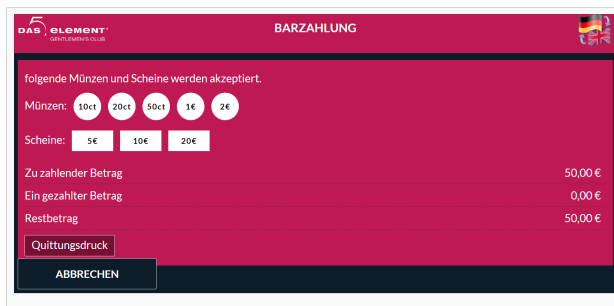 DAS 5 ELEMENT
GENTLEMEN'S CLUB
BARZAHLUNG
folgende Münzen und Scheine werden akzeptiert.
Münzen: 10ct 20ct 50ct 1€ 2€
Scheine: 5€ 10€ 20€
Zu zahlender Betrag 50,00 €
Ein gezahlter Betrag 0,00 €
Restbetrag 50,00 €
Quittungsdruck
ABBRECHEN